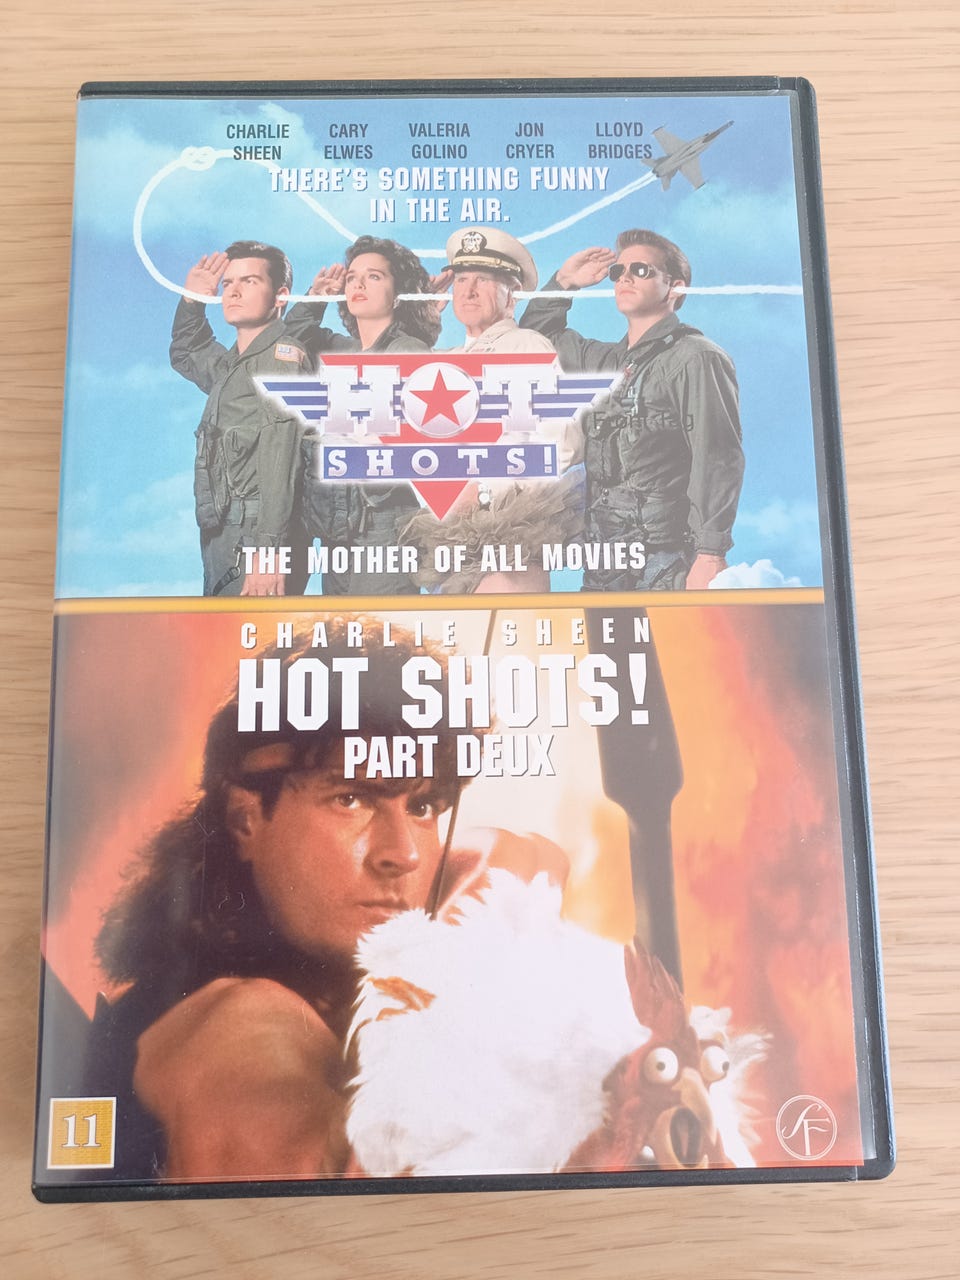 CHARLIE CARY VALERIA JON LLOYD
SHEEN ELWES GOLINO CRYER BRIDGES
THERE'S SOMETHING FUNNY
IN THE AIR.
HOT
SHOTS!
THE MOTHER OF ALL MOVIES
CHARLIE SHEEN
HOT SHOTS!
PART DEUX
11
SF